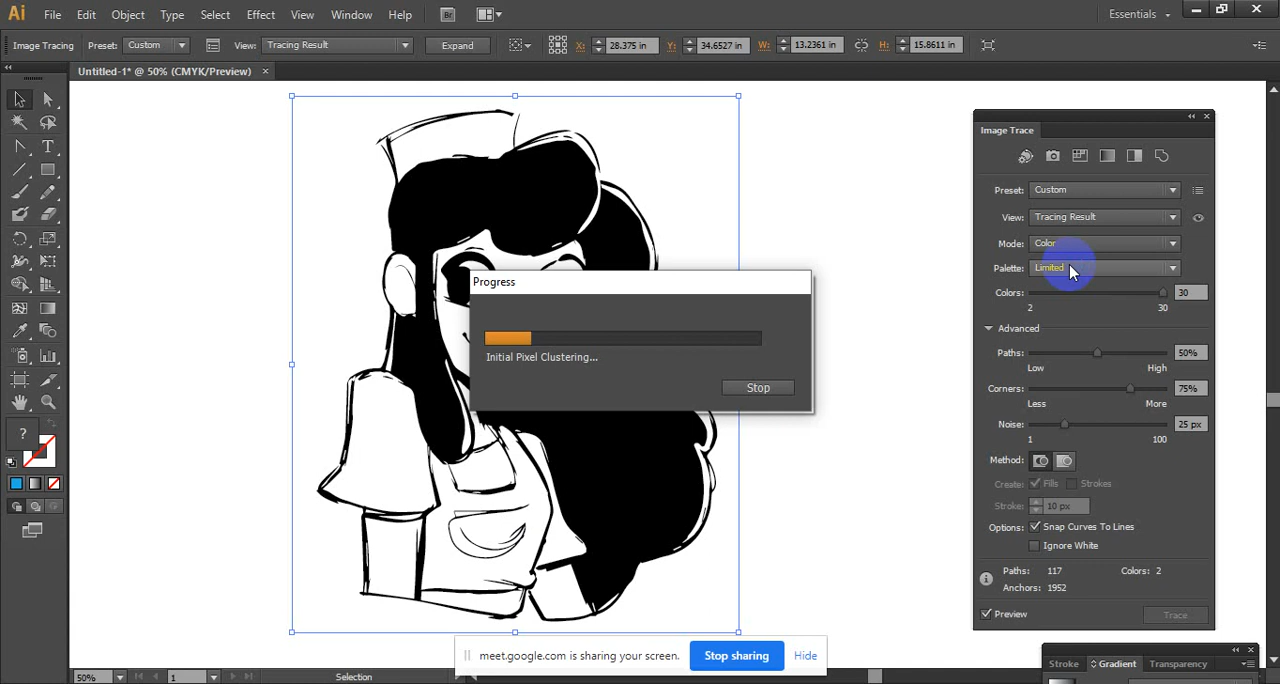 Ai File Edit Object Type Select Effect View Window Help Br Essentials
Image Tracing Preset: Custom View: Tracing Result Expand X: 28.375 in Y: 34.6527 in W: 13.2361 in H: 15.8611 in
Untitled-1* @ 50% (CMYK/Preview) ×
Image Trace
Preset: Custom
View: Tracing Result
Mode: Color
Palette: Limited
Colors: 30
2 30
Advanced
Paths: 50%
Low High
Corners: 75%
Less More
Noise: 25 px
1 100
Method:
Create: Fills Strokes
Stroke: 10 px
Options: Snap Curves To Lines
Ignore White
Paths: 117 Colors: 2
Anchors: 1952
Preview Trace
Progress
Initial Pixel Clustering...
Stop
?
meet.google.com is sharing your screen. Stop sharing Hide
Stroke Gradient Transparency
50% 1 Selection